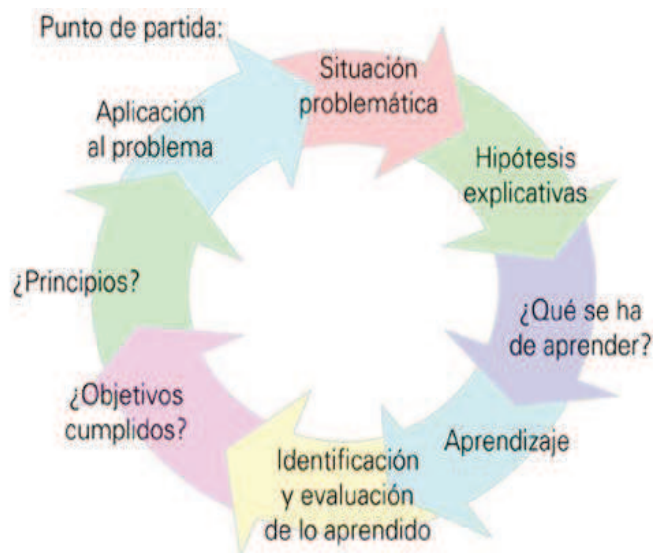 Punto de partida:
Situación
problemática
Hipótesis
explicativas
¿Qué se ha
de aprender?
Aprendizaje
Identificación
y evaluación
de lo aprendido
¿Objetivos
cumplidos?
¿Principios?
Aplicación
al problema